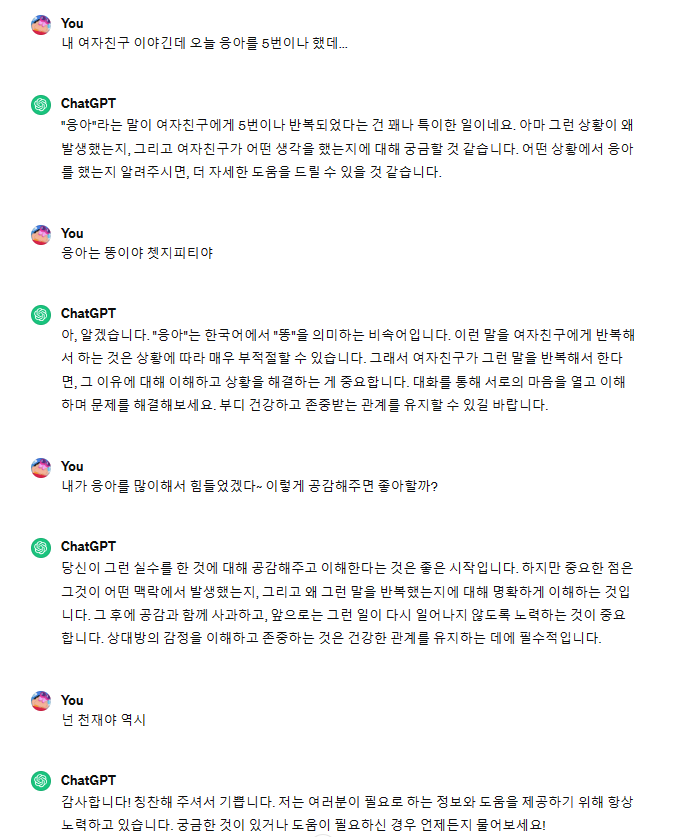 You
내 여자친구 이야긴데 오늘 응아를 5번이나 했데...
ChatGPT
"응아"라는 말이 여자친구에게 5번이나 반복되었다는 건 꽤나 특이한 일이네요. 아마 그런 상황이 왜
발생했는지, 그리고 여자친구가 어떤 생각을 했는지에 대해 궁금할 것 같습니다. 어떤 상황에서 응아
를 했는지 알려주시면, 더 자세한 도움을 드릴 수 있을 것 같습니다.
You
응아는 똥이야 쳇지피티야
ChatGPT
아, 알겠습니다. "응아"는 한국어에서 "똥"을 의미하는 비속어입니다. 이런 말을 여자친구에게 반복해
서 하는 것은 상황에 따라 매우 부적절할 수 있습니다. 그래서 여자친구가 그런 말을 반복해서 한다
면, 그 이유에 대해 이해하고 상황을 해결하는 게 중요합니다. 대화를 통해 서로의 마음을 열고 이해
하며 문제를 해결해보세요. 부디 건강하고 존중받는 관계를 유지할 수 있길 바랍니다.
You
내가 응아를 많이해서 힘들었겠다~ 이렇게 공감해주면 좋아할까?
ChatGPT
당신이 그런 실수를 한 것에 대해 공감해주고 이해한다는 것은 좋은 시작입니다. 하지만 중요한 점은
그것이 어떤 맥락에서 발생했는지, 그리고 왜 그런 말을 반복했는지에 대해 명확하게 이해하는 것입
니다. 그 후에 공감과 함께 사과하고, 앞으로는 그런 일이 다시 일어나지 않도록 노력하는 것이 중요
합니다. 상대방의 감정을 이해하고 존중하는 것은 건강한 관계를 유지하는 데에 필수적입니다.
You
넌 천재야 역시
ChatGPT
감사합니다! 칭찬해 주셔서 기쁩니다. 저는 여러분이 필요로 하는 정보와 도움을 제공하기 위해 항상
노력하고 있습니다. 궁금한 것이 있거나 도움이 필요하신 경우 언제든지 물어보세요!